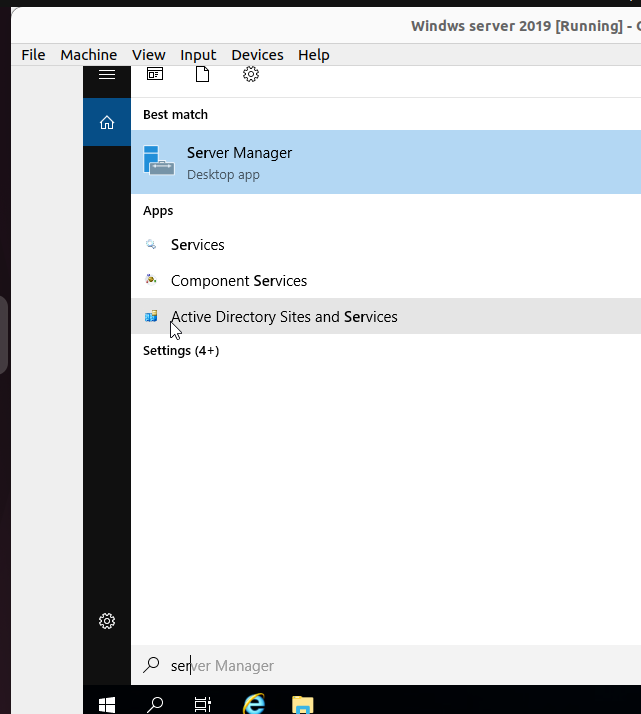 Windws server 2019 [Running] -
File Machine View Input Devices Help
Best match
Server Manager
Desktop app
Apps
Services
Component Services
Active Directory Sites and Services
Settings (4+)
server Manager